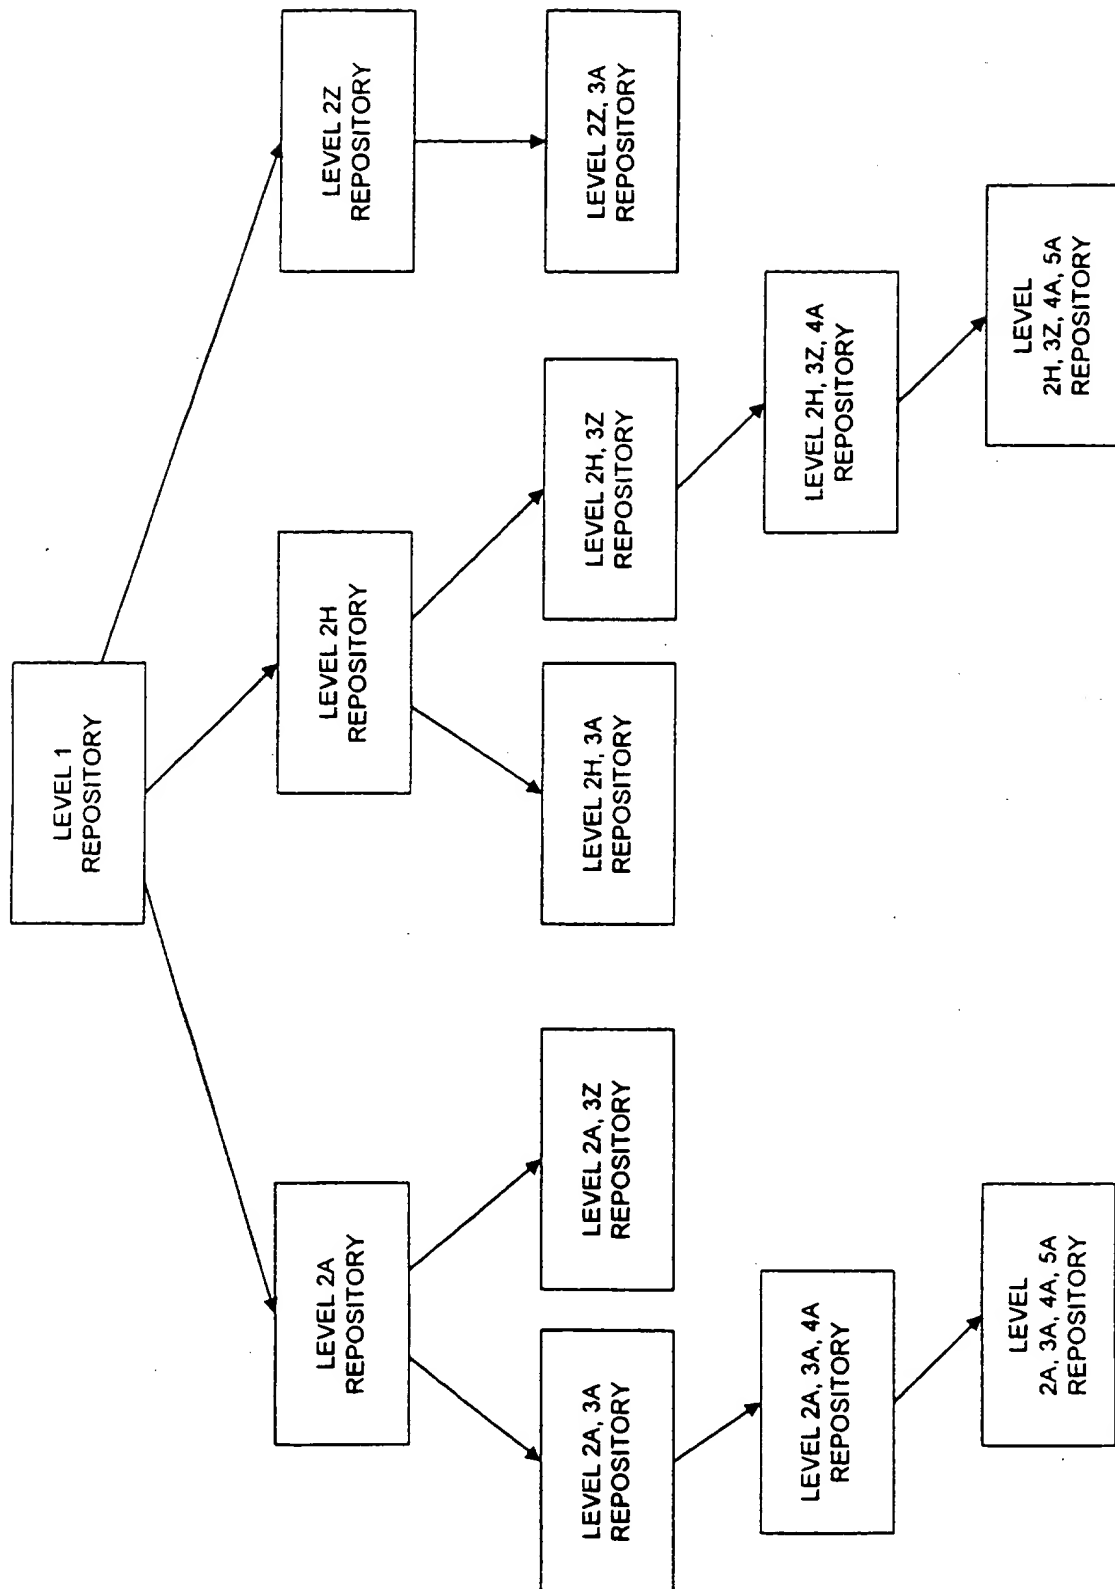 LEVEL 1
REPOSITORY
LEVEL 2A
REPOSITORY
LEVEL 2H
REPOSITORY
LEVEL 2Z
REPOSITORY
LEVEL 2A, 3A
REPOSITORY
LEVEL 2A, 3Z
REPOSITORY
LEVEL 2H, 3A
REPOSITORY
LEVEL 2H, 3Z
REPOSITORY
LEVEL 2Z, 3A
REPOSITORY
LEVEL 2A, 3A, 4A
REPOSITORY
LEVEL 2H, 3Z, 4A
REPOSITORY
LEVEL
2A, 3A, 4A, 5A
REPOSITORY
LEVEL
2H, 3Z, 4A, 5A
REPOSITORY